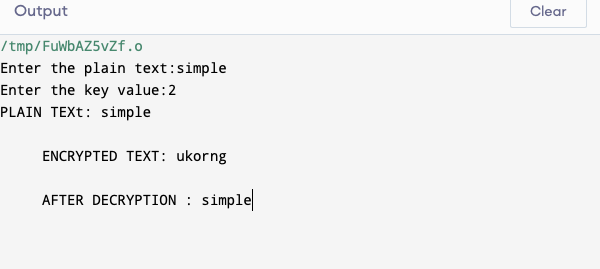 Output
Clear
/tmp/FuWbAZ5vZf.o
Enter the plain text:simple
Enter the key value:2
PLAIN TEXt: simple
ENCRYPTED TEXT: ukorng
AFTER DECRYPTION : simple